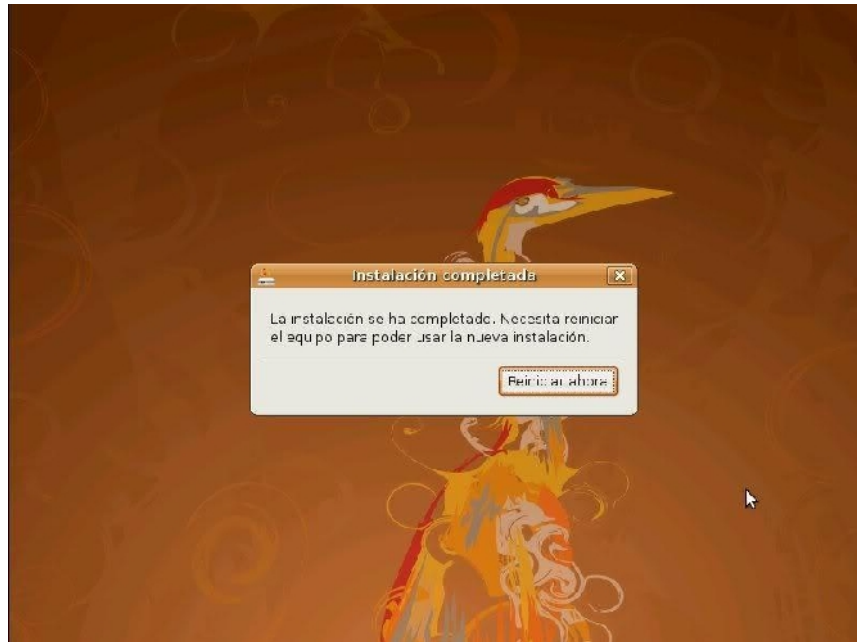 Instalación completada
La instalación se ha completado. Necesita reiniciar
el equipo para poder usar la nueva instalación.
Reiniciar ahora